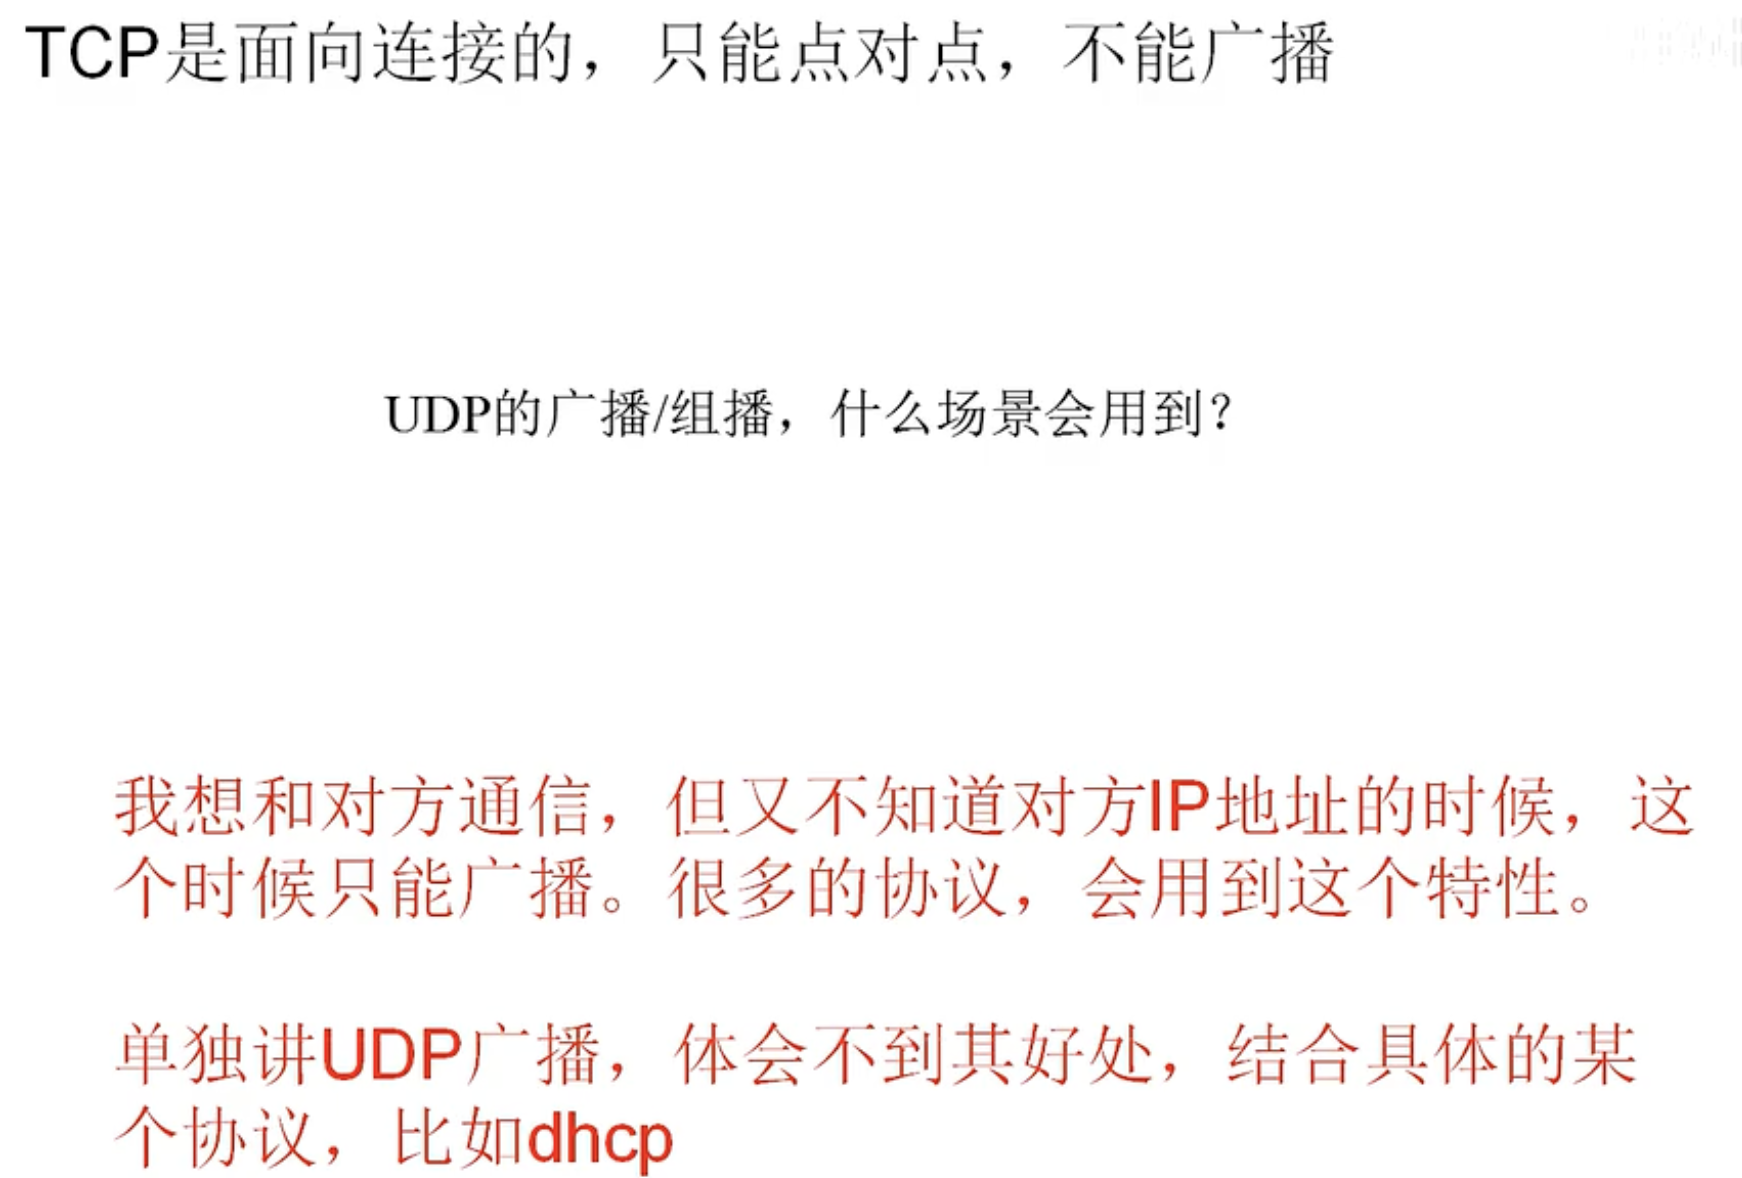 TCP是面向连接的，只能点对点，不能广播
UDP的广播/组播，什么场景会用到？
我想和对方通信，但又不知道对方IP地址的时候，这
个时候只能广播。很多的协议，会用到这个特性。
单独讲UDP广播，体会不到其好处，结合具体的某
个协议，比如dhcp